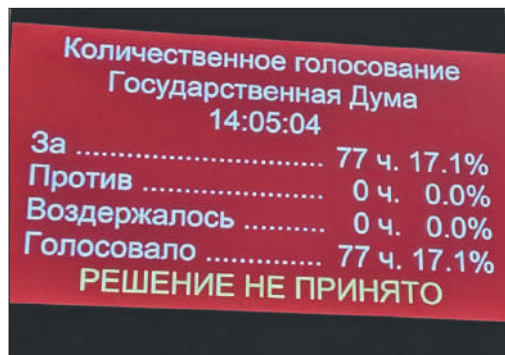 Количественное голосование
Государственная Дума
14:05:04
За ............................ 77 ч. 17.1%
Против ..................... 0 ч. 0.0%
Воздержалось ......... 0 ч. 0.0%
Голосовало ............. 77 ч. 17.1%
РЕШЕНИЕ НЕ ПРИНЯТО